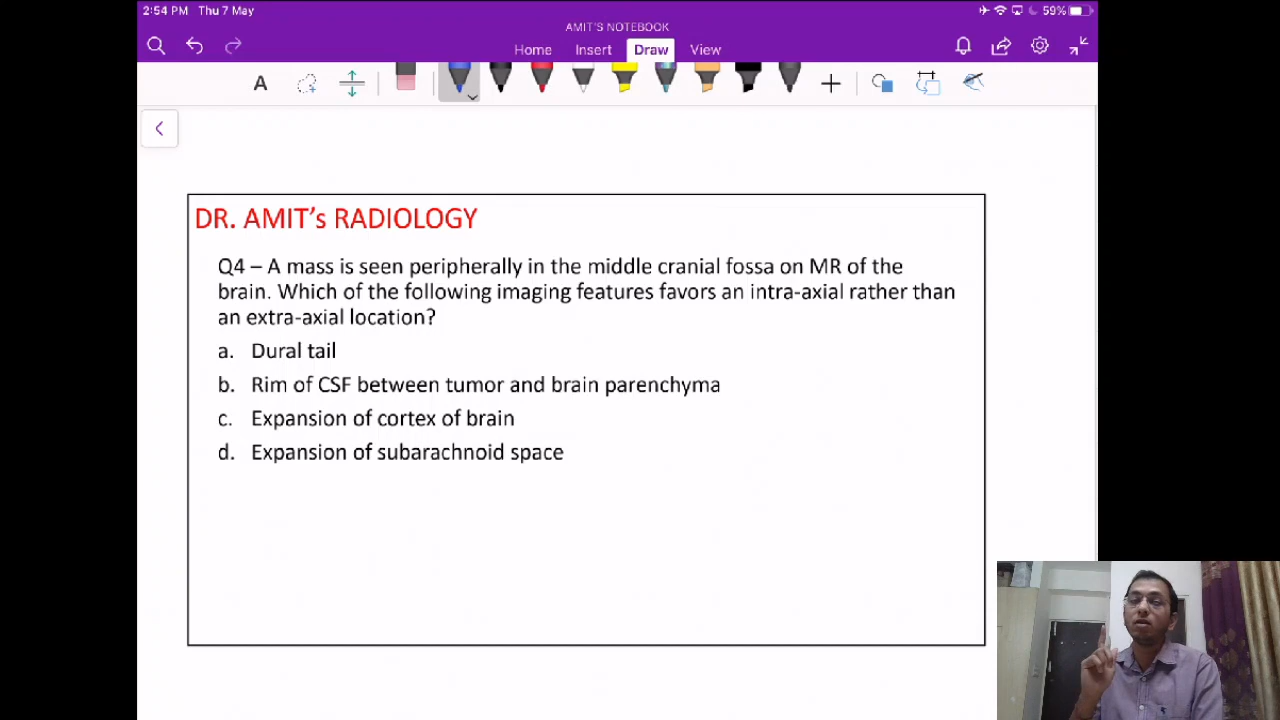 2:54 PM Thu 7 May
59%
AMIT'S NOTEBOOK
Home Insert Draw View
A
DR. AMIT's RADIOLOGY
Q4 – A mass is seen peripherally in the middle cranial fossa on MR of the
brain. Which of the following imaging features favors an intra-axial rather than
an extra-axial location?
a. Dural tail
b. Rim of CSF between tumor and brain parenchyma
c. Expansion of cortex of brain
d. Expansion of subarachnoid space